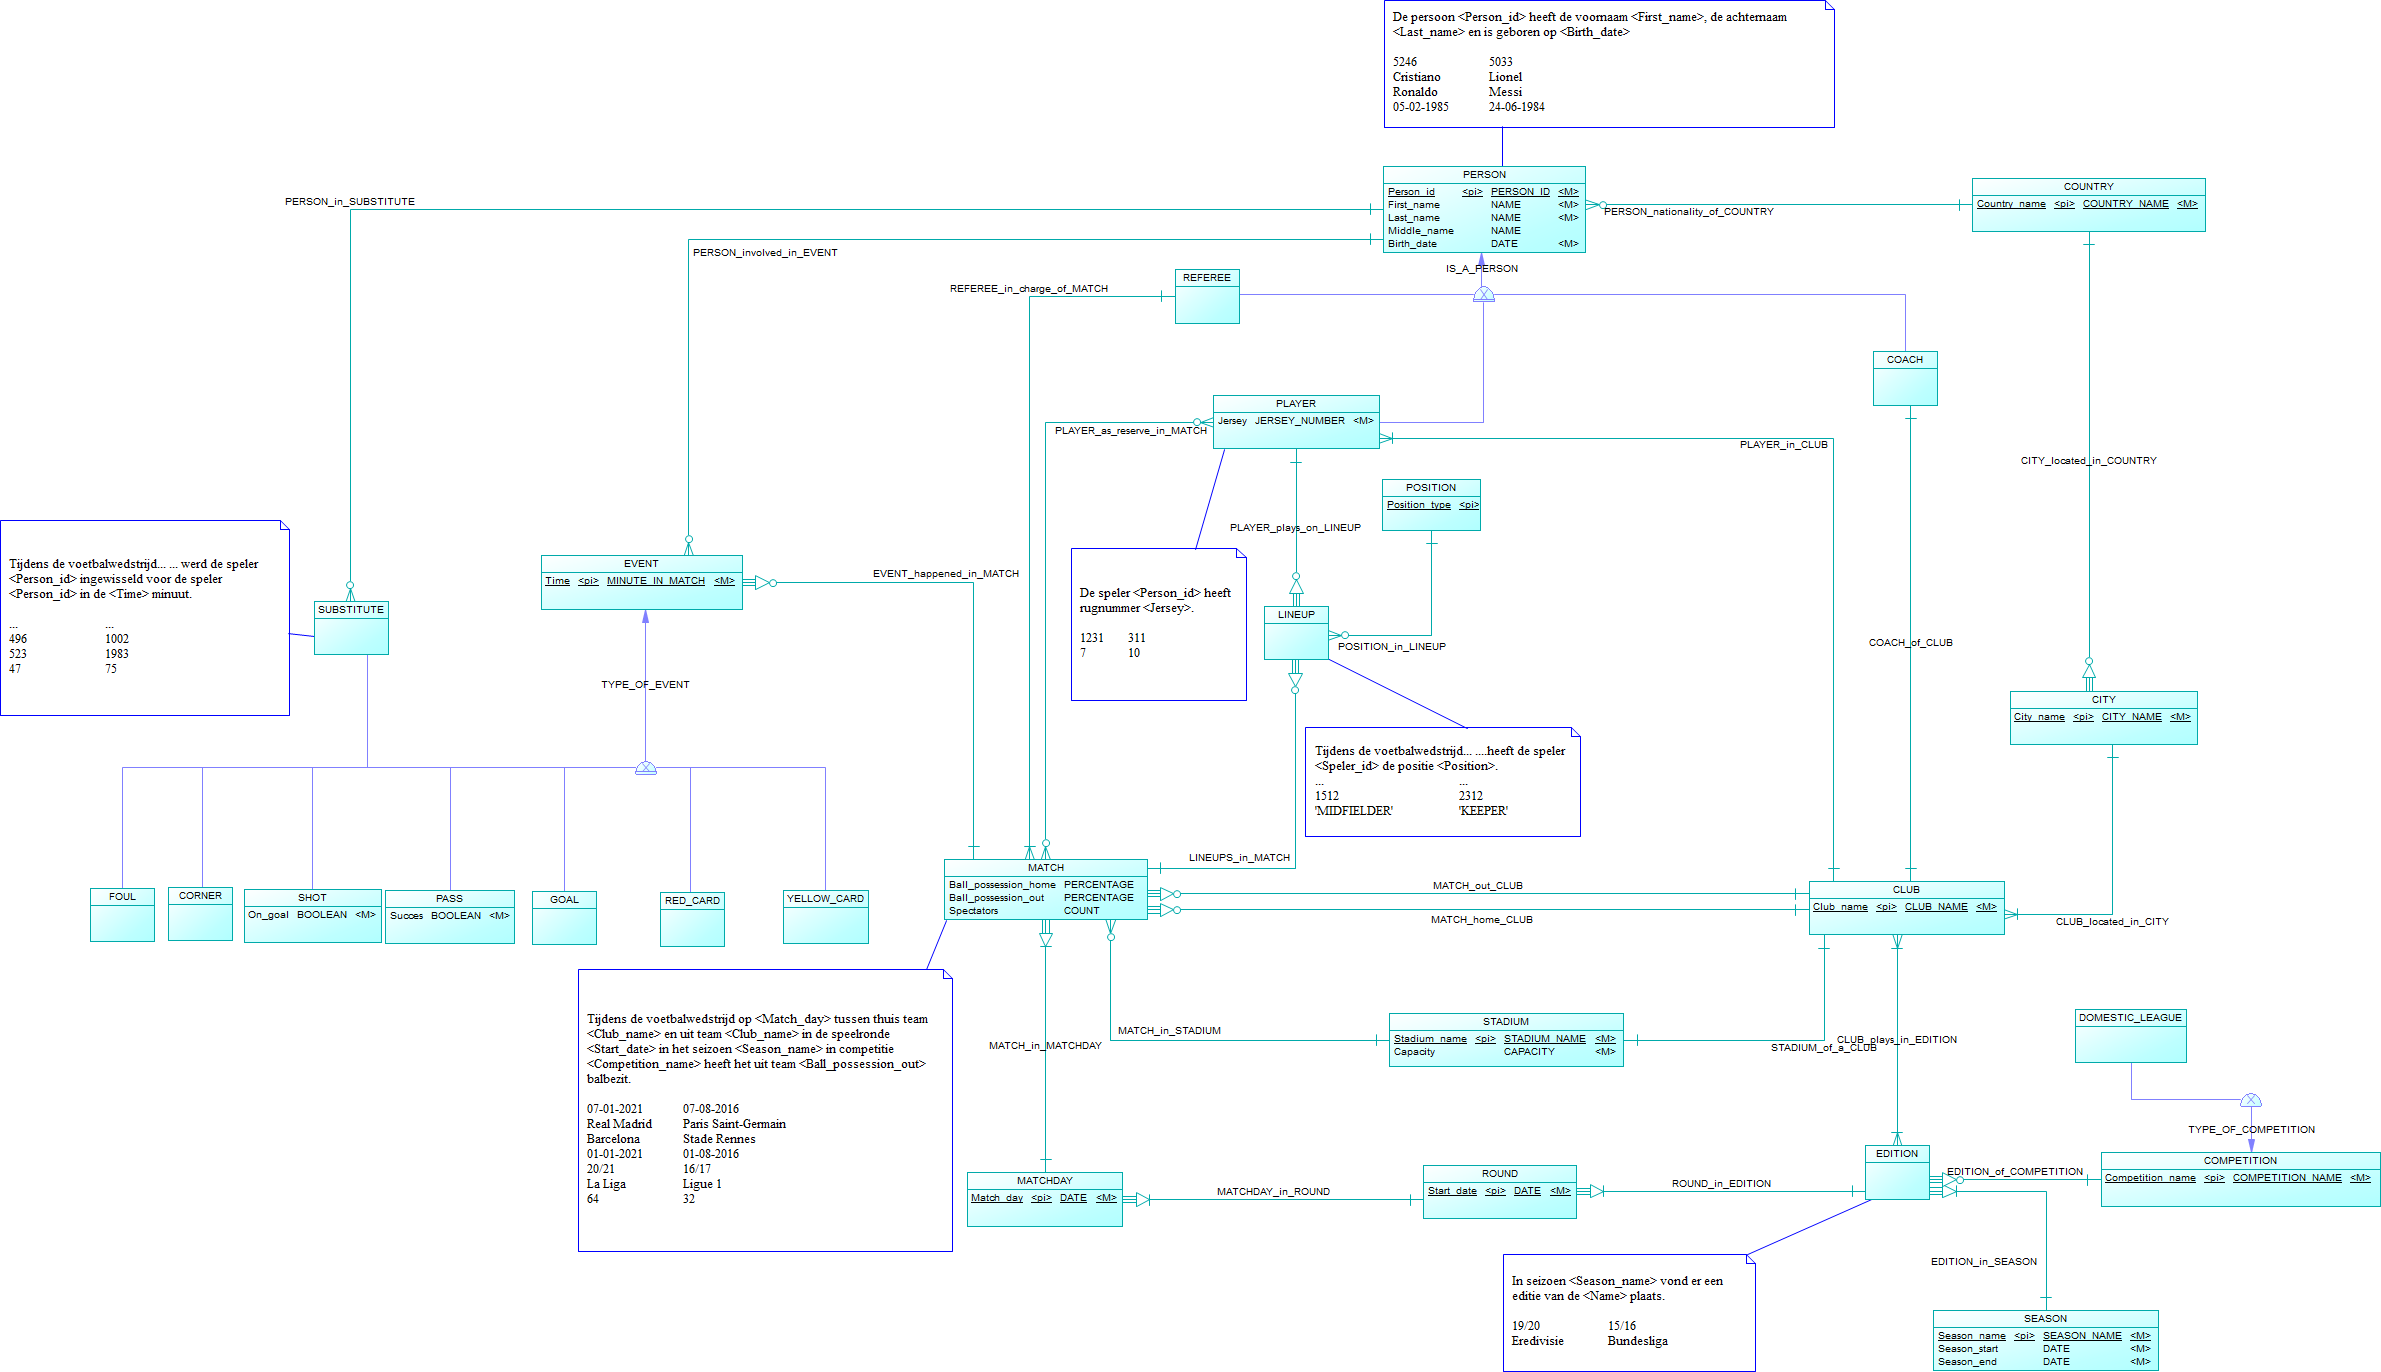 De persoon <Person_id> heeft de voornaam <First_name>, de achternaam
<Last_name> en is geboren op <Birth_date>
5246 5033
Cristiano Lionel
Ronaldo Messi
05-02-1985 24-06-1984
PERSON
Person_id <pi> PERSON_ID <M>
First_name NAME <M>
Last_name NAME <M>
Middle_name NAME
Birth_date DATE <M>
COUNTRY
Country_name <pi> COUNTRY_NAME <M>
PERSON_in_SUBSTITUTE
PERSON_nationality_of_COUNTRY
PERSON_involved_in_EVENT
IS_A_PERSON
REFEREE
REFEREE_in_charge_of_MATCH
COACH
PLAYER
Jersey JERSEY_NUMBER <M>
PLAYER_as_reserve_in_MATCH
PLAYER_in_CLUB
CITY_located_in_COUNTRY
POSITION
Position_type <pi>
PLAYER_plays_on_LINEUP
Tijdens de voetbalwedstrijd... ... werd de speler
<Person_id> ingewisseld voor de speler
<Person_id> in de <Time> minuut.
... ...
496 1002
523 1983
47 75
SUBSTITUTE
EVENT
Time <pi> MINUTE_IN_MATCH <M>
EVENT_happened_in_MATCH
TYPE_OF_EVENT
De speler <Person_id> heeft
rugnummer <Jersey>.
1231 311
7 10
LINEUP
POSITION_in_LINEUP
COACH_of_CLUB
CITY
City_name <pi> CITY_NAME <M>
Tijdens de voetbalwedstrijd... ....heeft de speler
<Speler_id> de positie <Position>.
... ...
1512 2312
'MIDFIELDER' 'KEEPER'
LINEUPS_in_MATCH
FOUL
CORNER
SHOT
On_goal BOOLEAN <M>
PASS
Succes BOOLEAN <M>
GOAL
RED_CARD
YELLOW_CARD
MATCH
Ball_possession_home PERCENTAGE
Ball_possession_out PERCENTAGE
Spectators COUNT
MATCH_out_CLUB
MATCH_home_CLUB
CLUB
Club_name <pi> CLUB_NAME <M>
CLUB_located_in_CITY
Tijdens de voetbalwedstrijd op <Match_day> tussen thuis team
<Club_name> en uit team <Club_name> in de speelronde
<Start_date> in het seizoen <Season_name> in competitie
<Competition_name> heeft het uit team <Ball_possession_out>
balbezit.
07-01-2021 07-08-2016
Real Madrid Paris Saint-Germain
Barcelona Stade Rennes
01-01-2021 01-08-2016
20/21 16/17
La Liga Ligue 1
64 32
MATCH_in_MATCHDAY
MATCH_in_STADIUM
STADIUM
Stadium_name <pi> STADIUM_NAME <M>
Capacity CAPACITY <M>
STADIUM_of_a_CLUB
CLUB_plays_in_EDITION
DOMESTIC_LEAGUE
TYPE_OF_COMPETITION
MATCHDAY
Match_day <pi> DATE <M>
MATCHDAY_in_ROUND
ROUND
Start_date <pi> DATE <M>
ROUND_in_EDITION
EDITION
EDITION_of_COMPETITION
COMPETITION
Competition_name <pi> COMPETITION_NAME <M>
EDITION_in_SEASON
In seizoen <Season_name> vond er een
editie van de <Name> plaats.
19/20 15/16
Eredivisie Bundesliga
SEASON
Season_name <pi> SEASON_NAME <M>
Season_start DATE <M>
Season_end DATE <M>